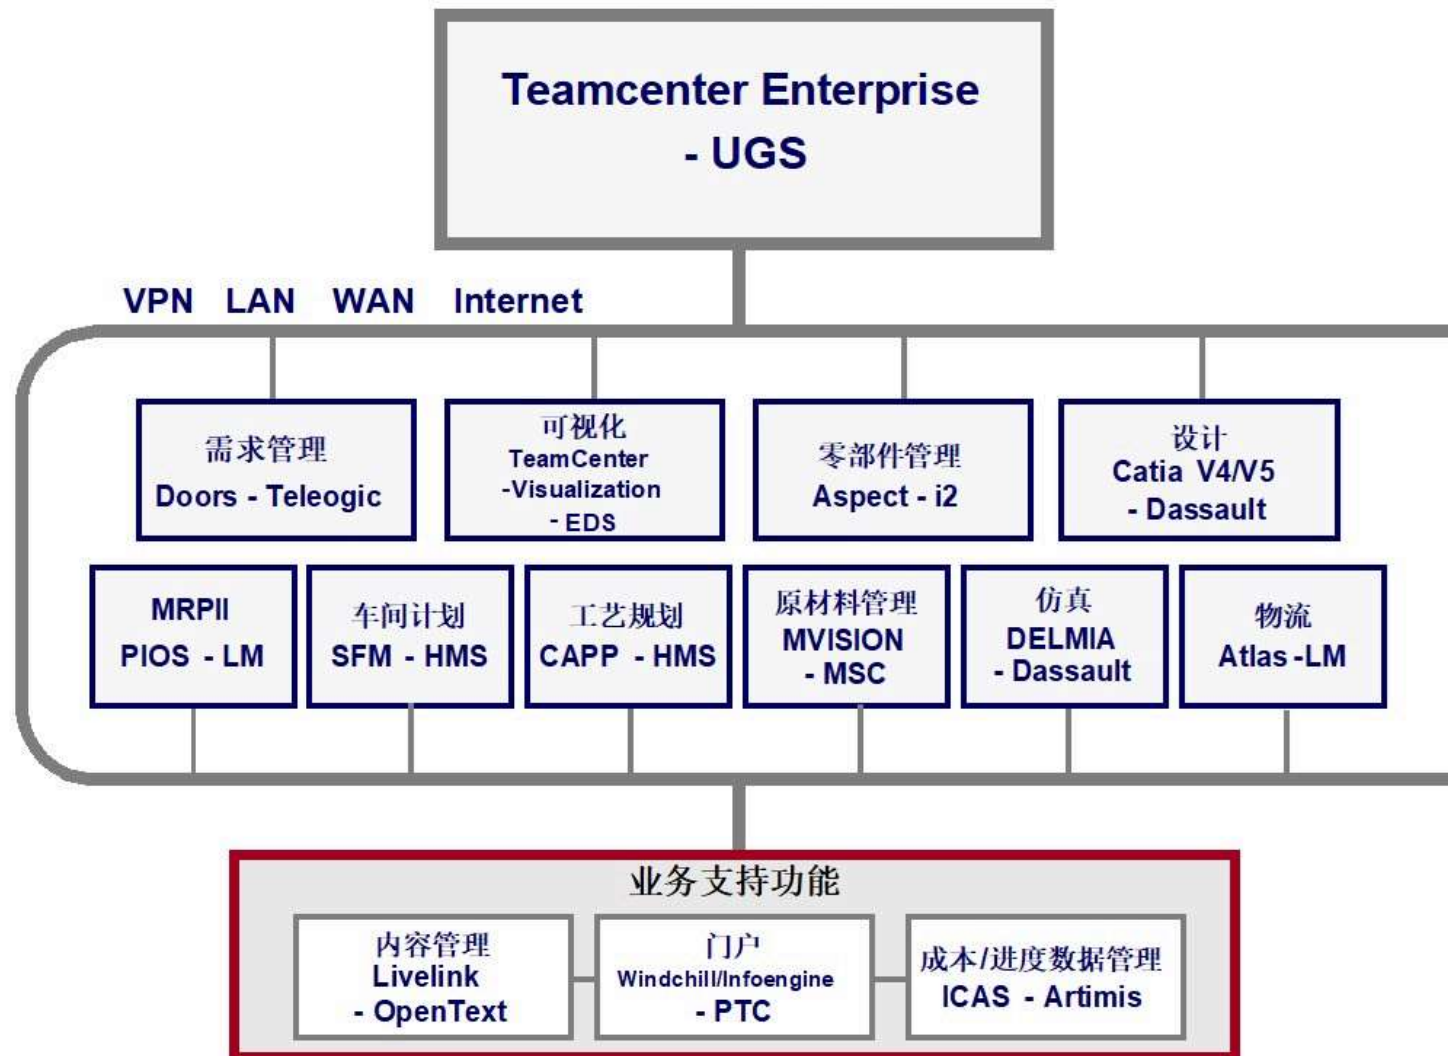 Teamcenter Enterprise
- UGS
VPN LAN WAN Internet
需求管理
Doors - Teleogic
可视化
TeamCenter
-Visualization
- EDS
零部件管理
Aspect - i2
设计
Catia V4/V5
- Dassault
MRPII
PIOS - LM
车间计划
SFM - HMS
工艺规划
CAPP - HMS
原材料管理
MVISION
- MSC
仿真
DELMIA
- Dassault
物流
Atlas -LM
业务支持功能
内容管理
Livelink
- OpenText
门户
Windchill/Infoengine
- PTC
成本/进度数据管理
ICAS - Artimis